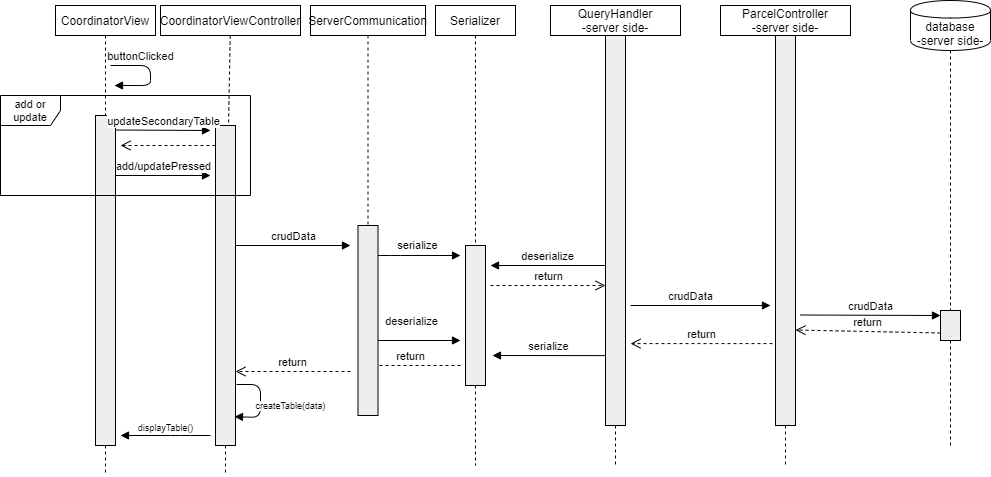 CoordinatorView
CoordinatorViewController
ServerCommunication
Serializer
QueryHandler
-server side-
ParcelController
-server side-
database
-server side-
buttonClicked
add or
update
updateSecondaryTable
add/updatePressed
crudData
serialize
deserialize
return
crudData
crudData
return
return
deserialize
serialize
return
return
createTable(data)
displayTable()